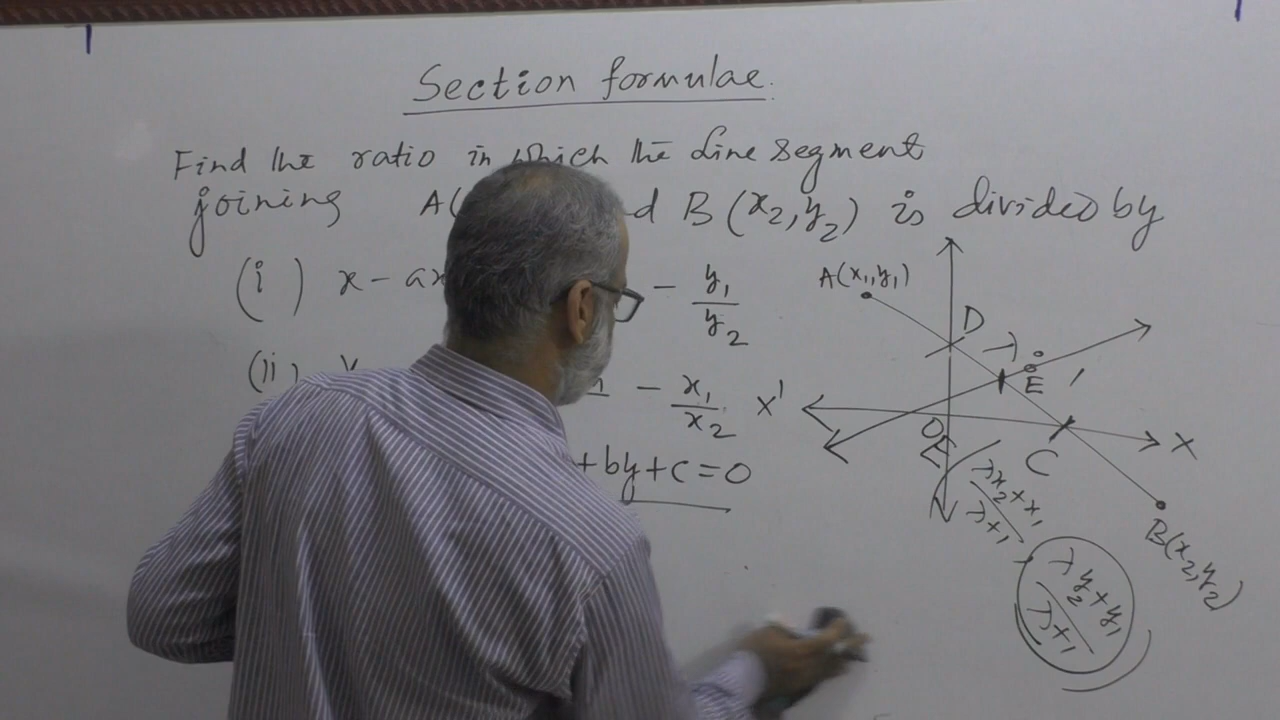 Section formulae.
Find the ratio in which the line segment
joining A( d B(x₂,y₂) is divided by
(i) x-ax - y₁/y₂
(ii) - x₁/x₂
+by+c=0
A(x₁,y₁)
D
λ
E
1
X'
O
C
X
E (λx₂+x₁/λ+1, λy₂+y₁/λ+1)
B(x₂,y₂)